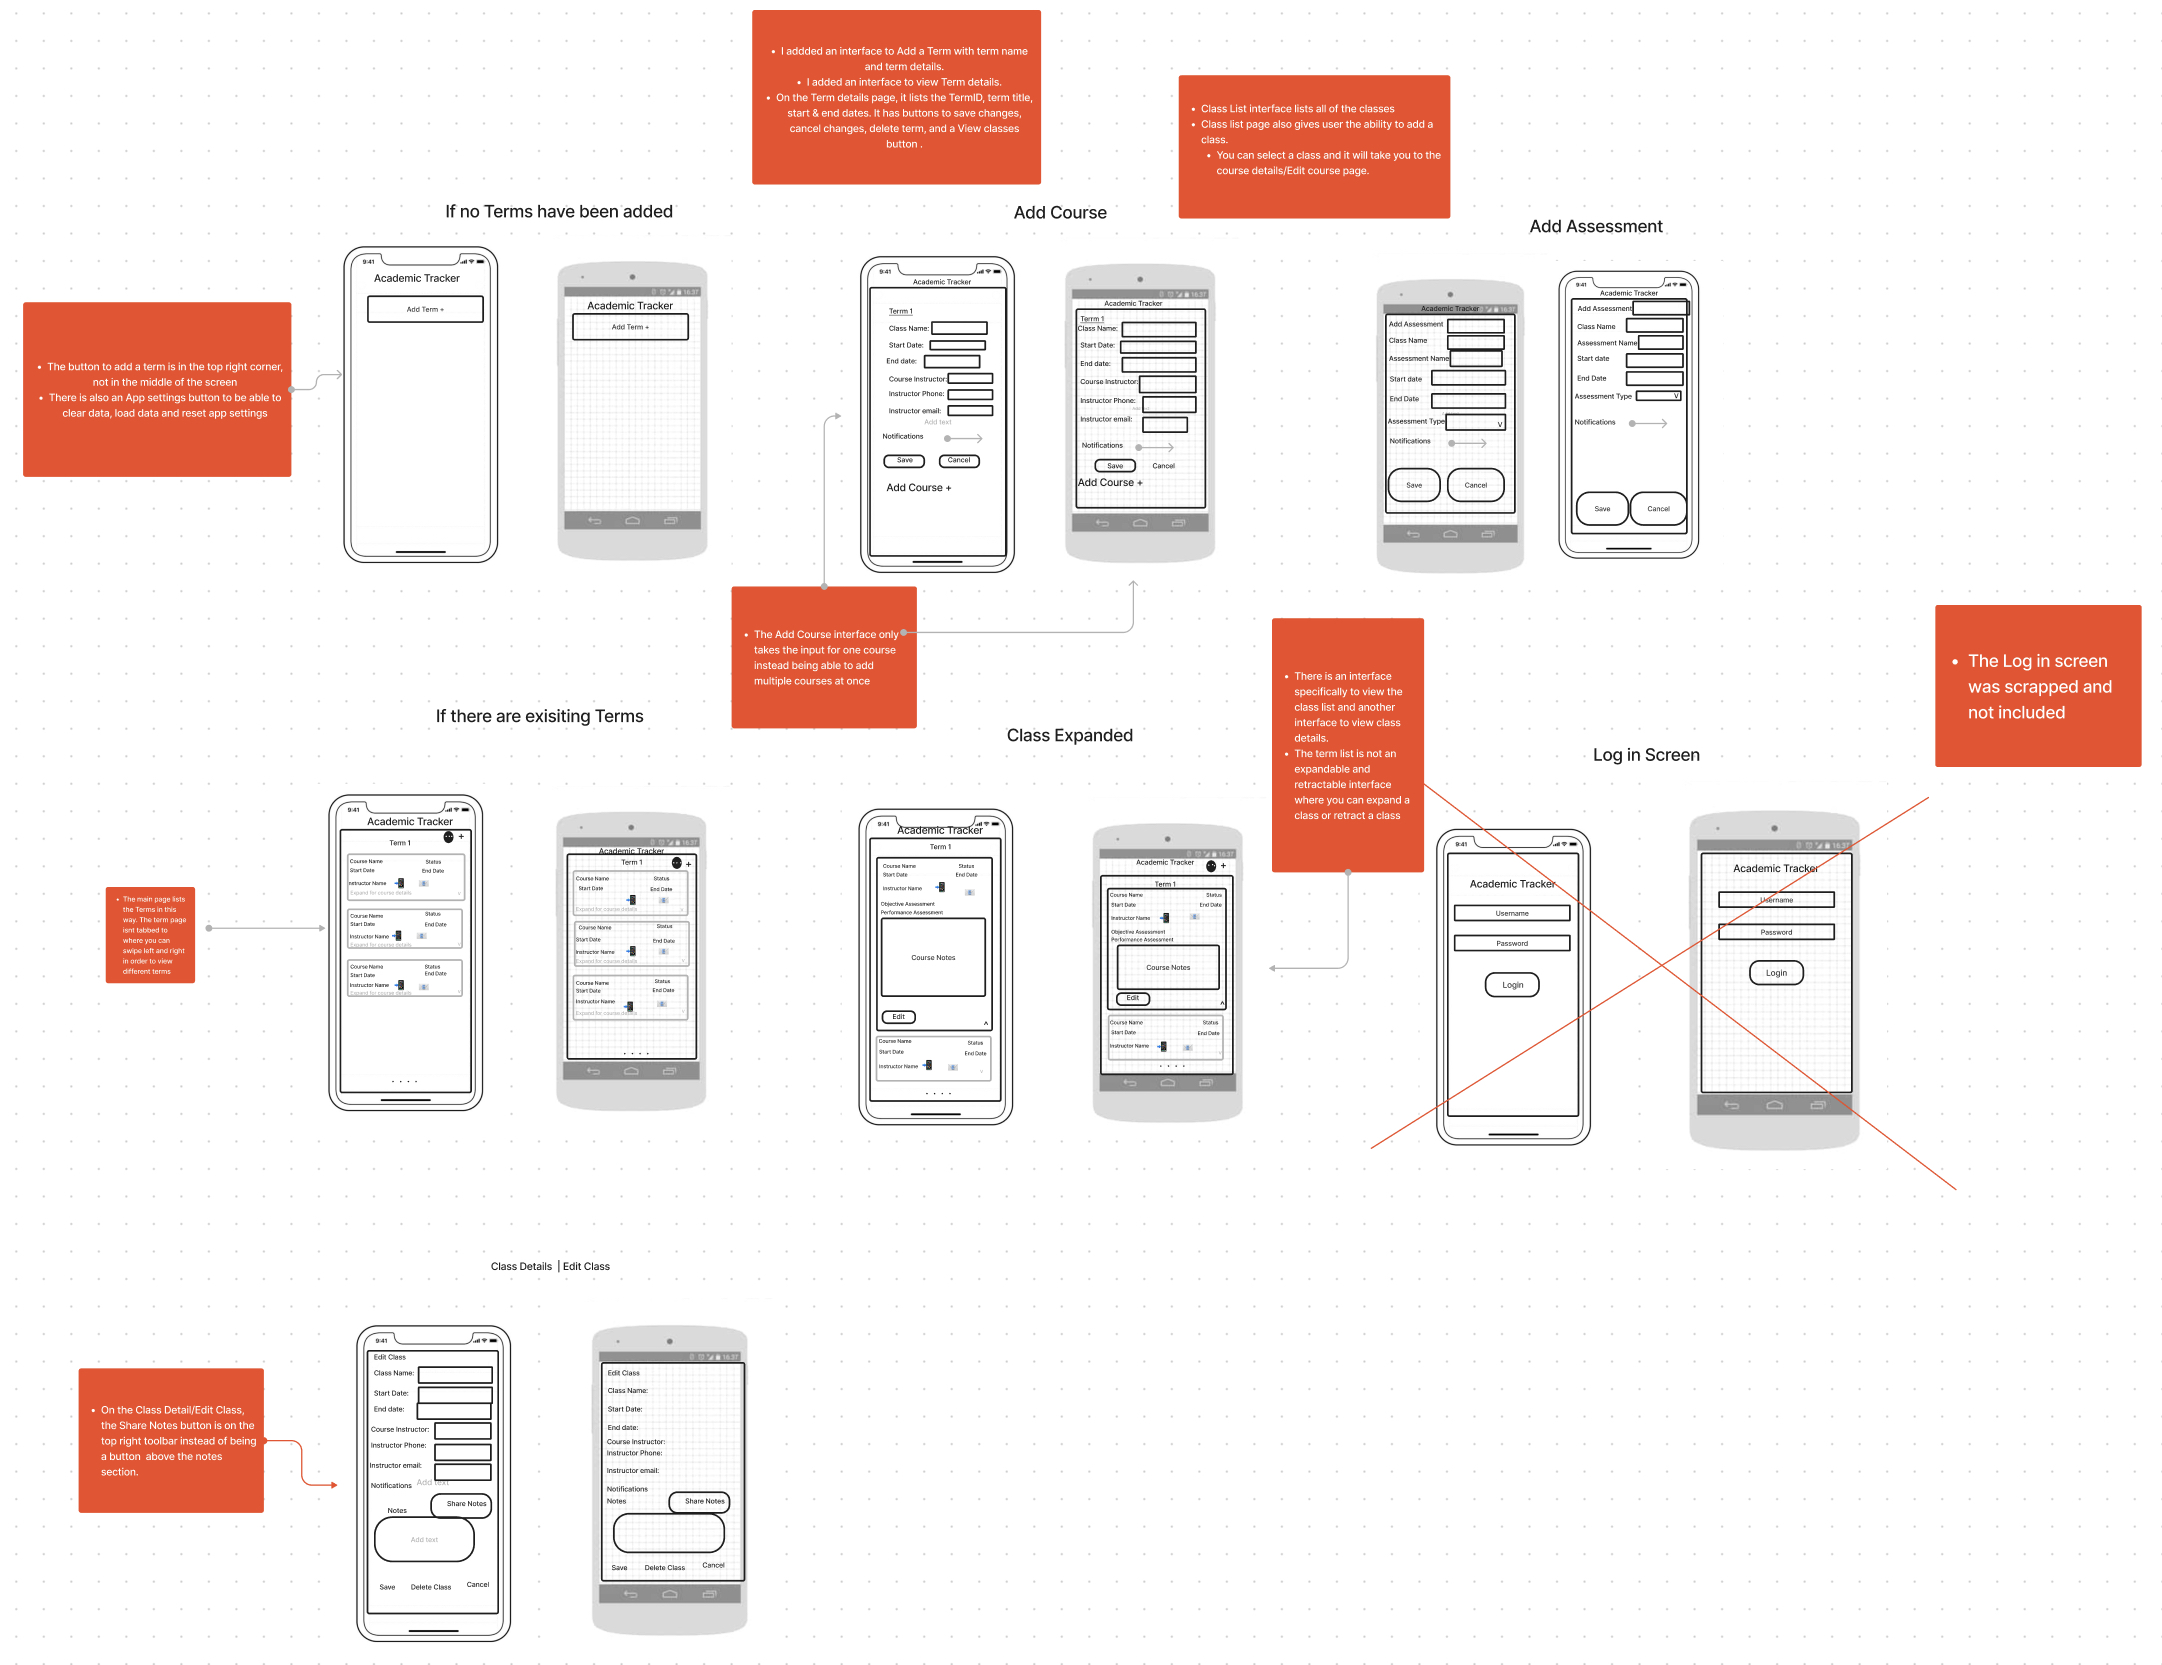 • I addded an interface to Add a Term with term name
and term details.
• I added an interface to view Term details.
• On the Term details page, it lists the TermID, term title,
start & end dates. It has buttons to save changes,
cancel changes, delete term, and a View classes
button .
• Class List interface lists all of the classes
• Class list page also gives user the ability to add a
class.
• You can select a class and it will take you to the
course details/Edit course page.
If no Terms have been added
Add Course
Add Assessment
• The button to add a term is in the top right corner,
not in the middle of the screen
• There is also an App settings button to be able to
clear data, load data and reset app settings
9:41
Academic Tracker
Add Term +
16:37
Academic Tracker
Add Term +
9:41
Academic Tracker
Terrm 1
Class Name:
Start Date:
End date:
Course Instructor:
Instructor Phone:
Instructor email:
Add text
Notifications
Save Cancel
Add Course +
16:37
Academic Tracker
Terrm 1
Class Name:
Start Date:
End date:
Course Instructor:
Instructor Phone:
Instructor email:
Notifications
Save Cancel
Add Course +
Academic Tracker 16:37
Add Assessment
Class Name
Assessment Name
Start date
End Date
Assessment Type V
Notifications
Save Cancel
9:41
Academic Tracker
Add Assessment
Class Name
Assessment Name
Start date
End Date
Assessment Type V
Notifications
Save Cancel
• The Add Course interface only
takes the input for one course
instead being able to add
multiple courses at once
• There is an interface
specifically to view the
class list and another
interface to view class
details.
• The term list is not an
expandable and
retractable interface
where you can expand a
class or retract a class
• The Log in screen
was scrapped and
not included
If there are exisiting Terms
Class Expanded
Log in Screen
• The main page lists
the Terms in this
way. The term page
isnt tabbed to
where you can
swipe left and right
in order to view
different terms
9:41
Academic Tracker
+
Term 1
Course Name Status
Start Date End Date
Instructor Name
Expand for course details v
Course Name Status
Start Date End Date
Instructor Name
Expand for course details v
Course Name Status
Start Date End Date
Instructor Name
Expand for course details v
. . . .
16:37
Academic Tracker
Term 1 +
Course Name Status
Start Date End Date
Expand for course details v
Course Name Status
Start Date End Date
Instructor Name
Expand for course details v
Course Name Status
Start Date End Date
Instructor Name
Expand for course details v
. . . .
9:41
Academic Tracker
Term 1
Course Name Status
Start Date End Date
Instructor Name
Objective Assessment
Performance Assessment
Course Notes
Edit ^
Course Name Status
Start Date End Date
Instructor Name v
. . . .
16:37
Academic Tracker +
Term 1
Course Name Status
Start Date End Date
Instructor Name
Objective Assessment
Performance Assessment
Course Notes
Edit ^
Course Name Status
Start Date End Date
Instructor Name v
. . . .
9:41
Academic Tracker
Username
Password
Login
16:37
Academic Tracker
Username
Password
Login
Class Details | Edit Class
• On the Class Detail/Edit Class,
the Share Notes button is on the
top right toolbar instead of being
a button above the notes
section.
9:41
Edit Class
Class Name:
Start Date:
End date:
Course Instructor:
Instructor Phone:
Instructor email:
Add text
Notifications
Share Notes
Notes
Add text
Save Delete Class Cancel
16:37
Edit Class
Class Name:
Start Date:
End date:
Course Instructor:
Instructor Phone:
Instructor email:
Notifications
Notes Share Notes
Save Delete Class Cancel